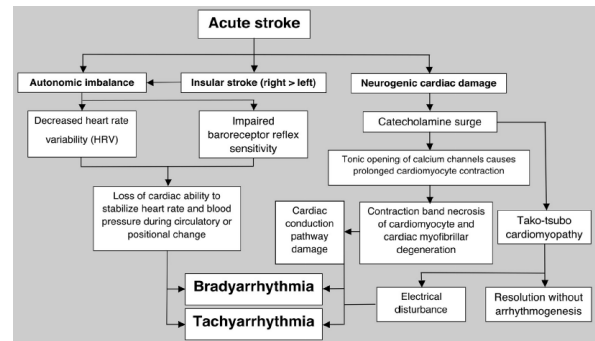 Acute stroke
Autonomic imbalance
Insular stroke (right > left)
Neurogenic cardiac damage
Decreased heart rate
variability (HRV)
Impaired
baroreceptor reflex
sensitivity
Catecholamine surge
Tonic opening of calcium channels causes
prolonged cardiomyocyte contraction
Loss of cardiac ability to
stabilize heart rate and blood
pressure during circulatory or
positional change
Cardiac
conduction
pathway
damage
Contraction band necrosis
of cardiomyocyte and
cardiac myofibrillar
degeneration
Tako-tsubo
cardiomyopathy
Bradyarrhythmia
Tachyarrhythmia
Electrical
disturbance
Resolution without
arrhythmogenesis